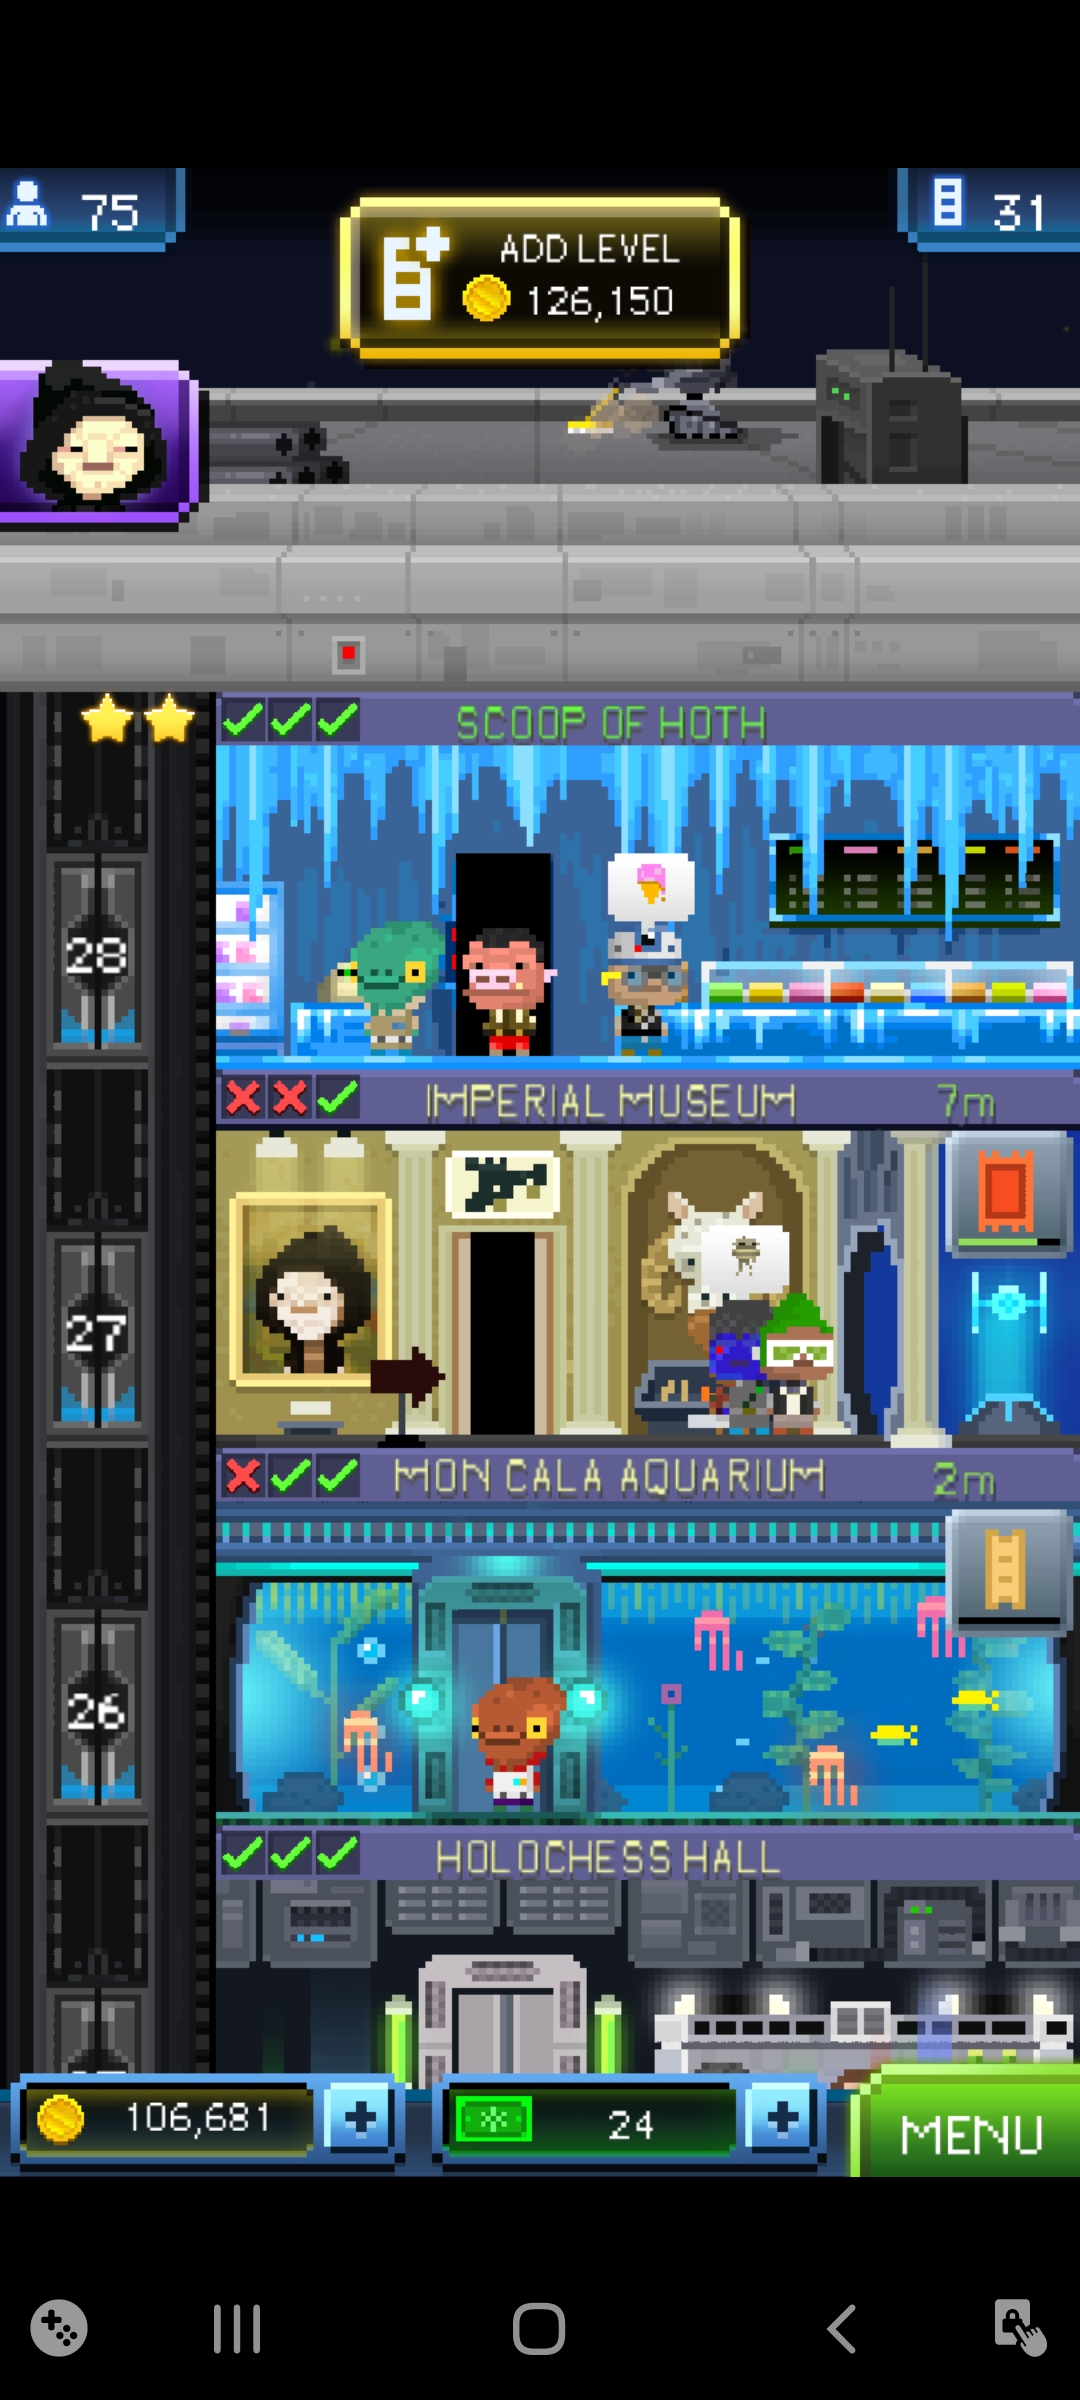 75
ADD LEVEL
126,150
31
SCOOP OF HOTH
28
IMPERIAL MUSEUM 7m
27
MON CALA AQUARIUM 2m
26
HOLOCHESS HALL
106,681
24
MENU